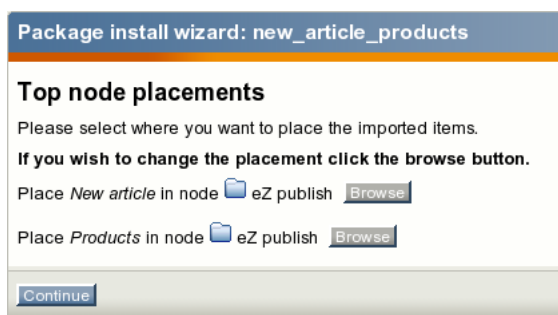 Package install wizard: new_article_products
Top node placements
Please select where you want to place the imported items.
If you wish to change the placement click the browse button.
Place New article in node eZ publish Browse
Place Products in node eZ publish Browse
Continue